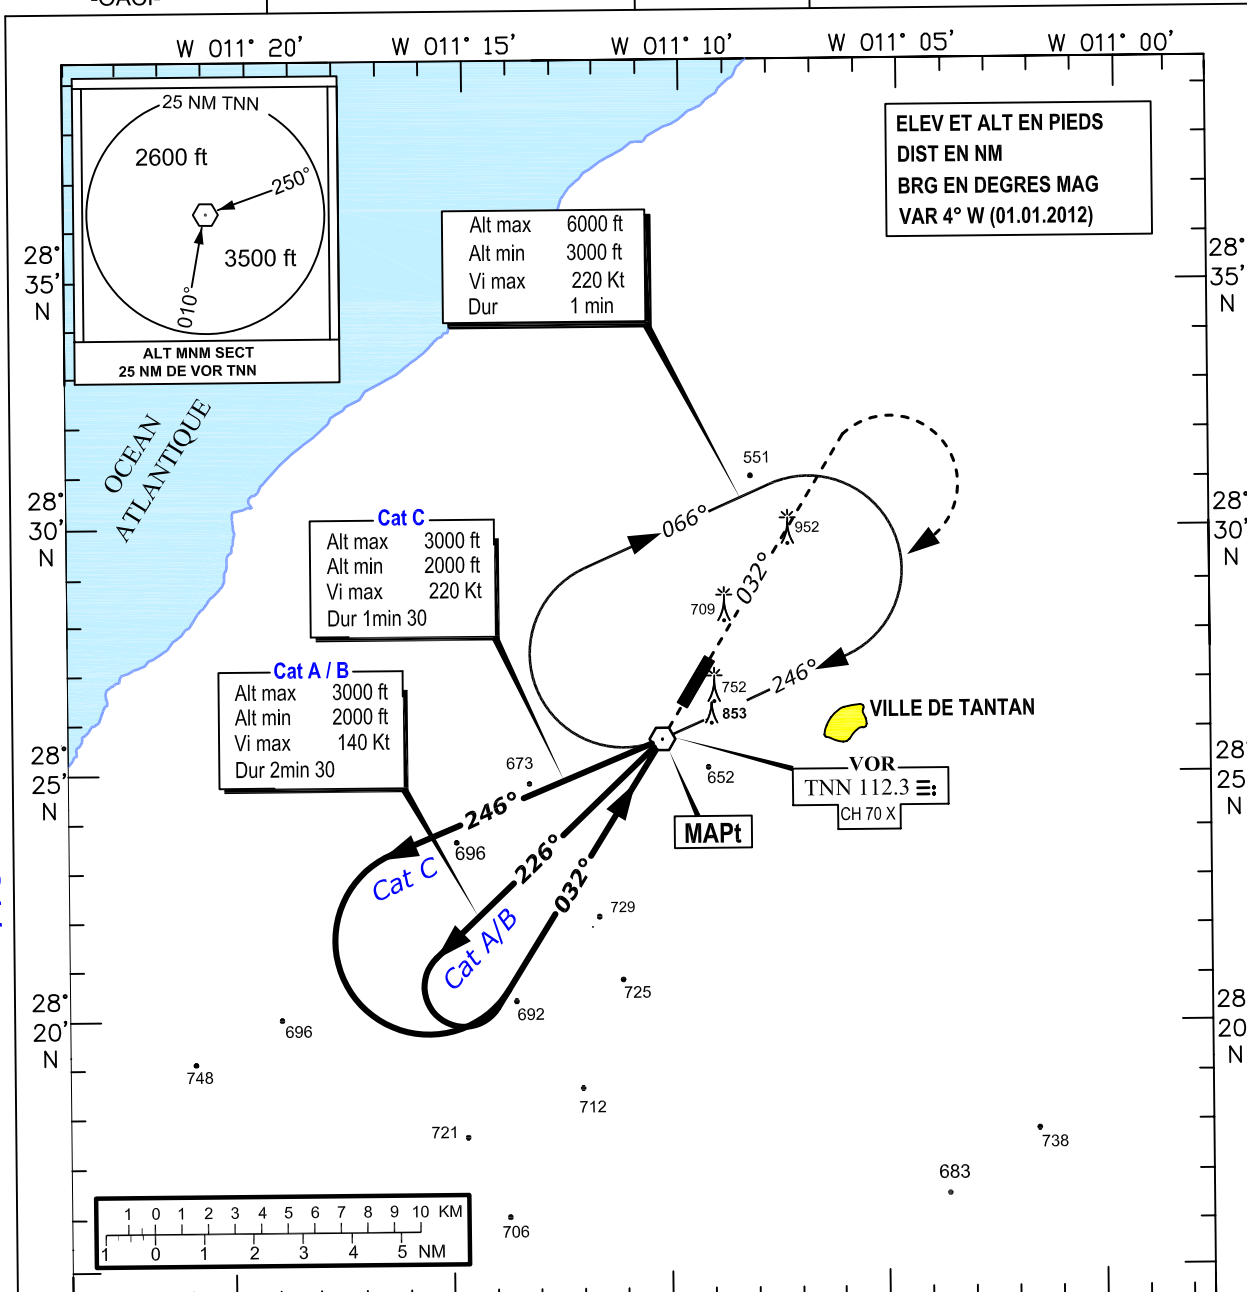 -OACI-
W 011° 20'
W 011° 15'
W 011° 10'
W 011° 05'
W 011° 00'
25 NM TNN
2600 ft
250°
3500 ft
010°
ALT MNM SECT
25 NM DE VOR TNN
ELEV ET ALT EN PIEDS
DIST EN NM
BRG EN DEGRES MAG
VAR 4° W (01.01.2012)
28°
35'
N
28°
35'
N
Alt max 6000 ft
Alt min 3000 ft
Vi max 220 Kt
Dur 1 min
OCEAN
ATLANTIQUE
551
28°
30'
N
28°
30'
N
066°
952
032°
709
Cat C
Alt max 3000 ft
Alt min 2000 ft
Vi max 220 Kt
Dur 1min 30
246°
752
853
VILLE DE TANTAN
Cat A / B
Alt max 3000 ft
Alt min 2000 ft
Vi max 140 Kt
Dur 2min 30
28°
25'
N
28°
25'
N
673
652
VOR
TNN 112.3
CH 70 X
MAPt
246°
696
226°
032°
Cat C
Cat A/B
729
725
692
28°
20'
N
28
20
N
696
748
712
721
738
683
706
1 0 1 2 3 4 5 6 7 8 9 10 KM
1 0 1 2 3 4 5 NM